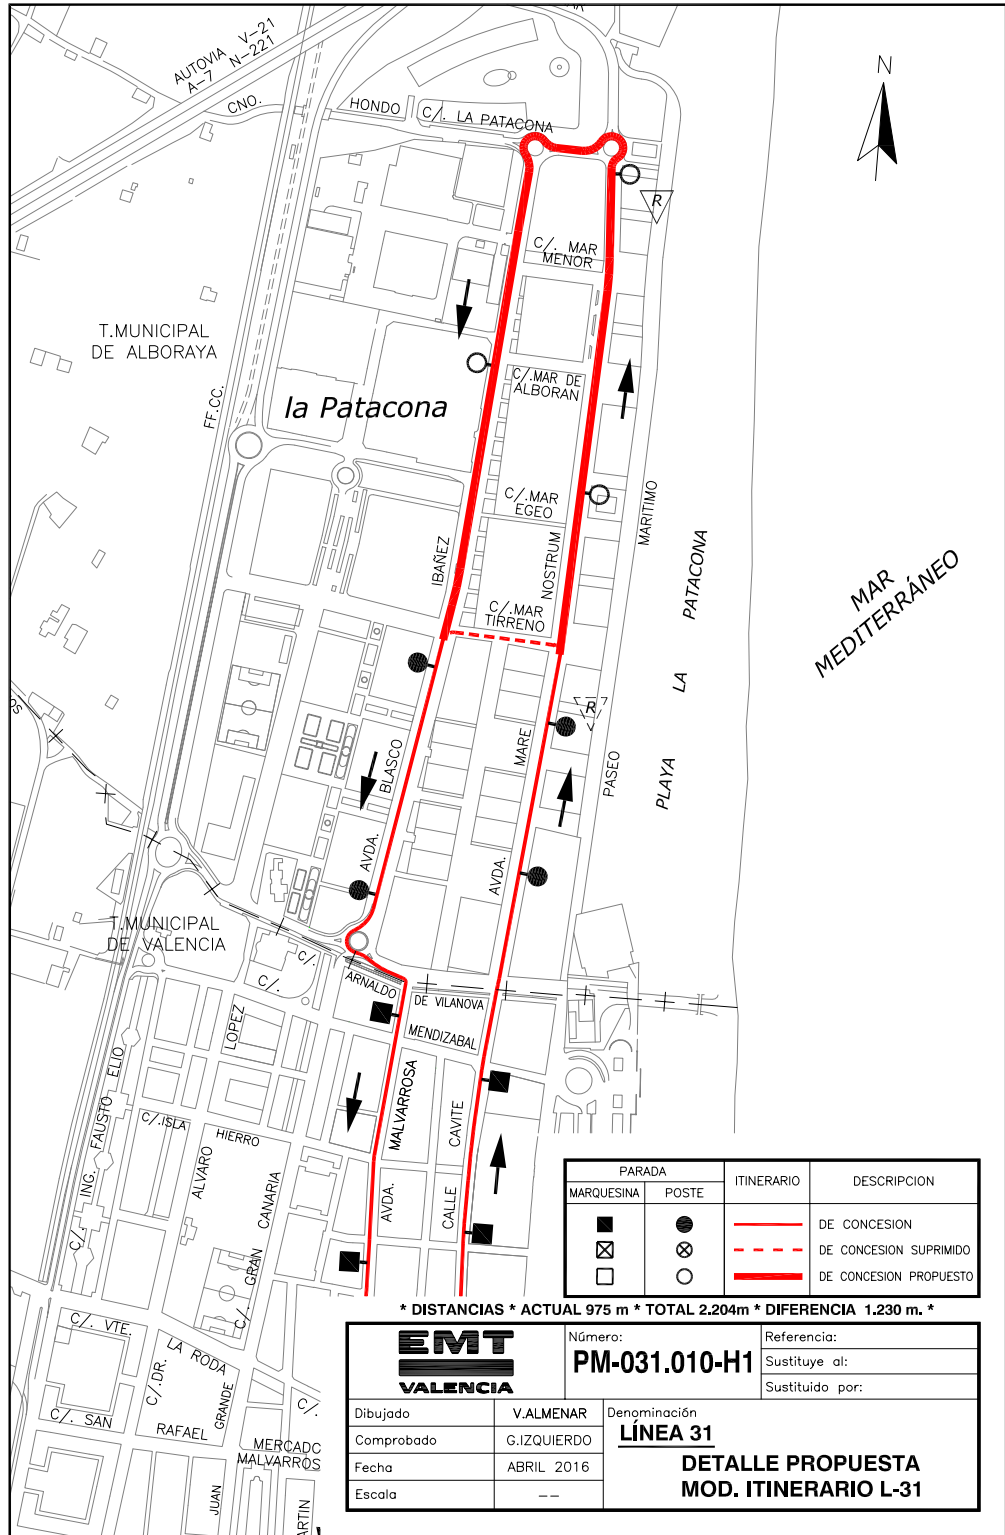 AUTOVIA V-21
A-7 N-221
CNO.
HONDO
C/. LA PATACONA
N
R
C/. MAR
MENOR
T.MUNICIPAL
DE ALBORAYA
FF.CC.
la Patacona
C/.MAR DE
ALBORAN
C/.MAR
EGEO
IBAÑEZ
NOSTRUM
MARITIMO
C/.MAR
TIRRENO
PLAYA LA PATACONA
MAR
MEDITERRÁNEO
R
BLASCO
MARE
PASEO
AVDA.
AVDA.
OS
T.MUNICIPAL
DE VALENCIA
C/.
C/.
ARNALDO
DE VILANOVA
MENDIZABAL
LOPEZ
ELIO
FAUSTO
ING.
C/.
C/.ISLA
HIERRO
ALVARO
CANARIA
GRAN
C/.
MALVARROSA
AVDA.
CAVITE
CALLE
C/. VTE.
LA RODA
C/.DR.
C/. SAN
RAFAEL
GRANDE
C/.
MERCADO
MALVARROS
JUAN
ARTIN
PARADA
ITINERARIO
DESCRIPCION
MARQUESINA
POSTE
DE CONCESION
DE CONCESION SUPRIMIDO
DE CONCESION PROPUESTO
* DISTANCIAS * ACTUAL 975 m * TOTAL 2.204m * DIFERENCIA 1.230 m. *
EMT
VALENCIA
Número:
PM-031.010-H1
Referencia:
Sustituye al:
Sustituido por:
Dibujado
V.ALMENAR
Comprobado
G.IZQUIERDO
Fecha
ABRIL 2016
Escala
--
Denominación
LÍNEA 31
DETALLE PROPUESTA
MOD. ITINERARIO L-31